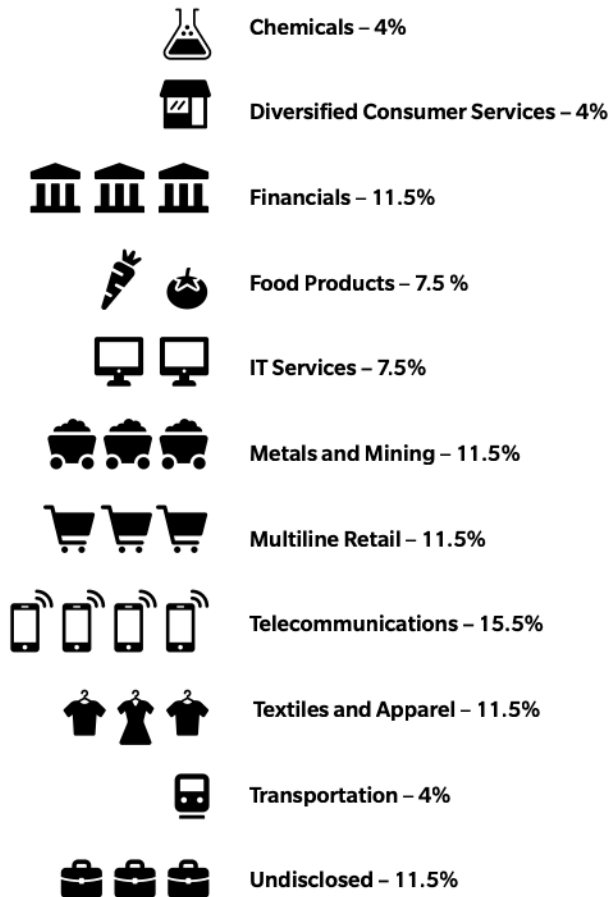 Chemicals – 4%
Diversified Consumer Services – 4%
Financials – 11.5%
Food Products – 7.5 %
IT Services – 7.5%
Metals and Mining – 11.5%
Multiline Retail – 11.5%
Telecommunications – 15.5%
Textiles and Apparel – 11.5%
Transportation – 4%
Undisclosed – 11.5%